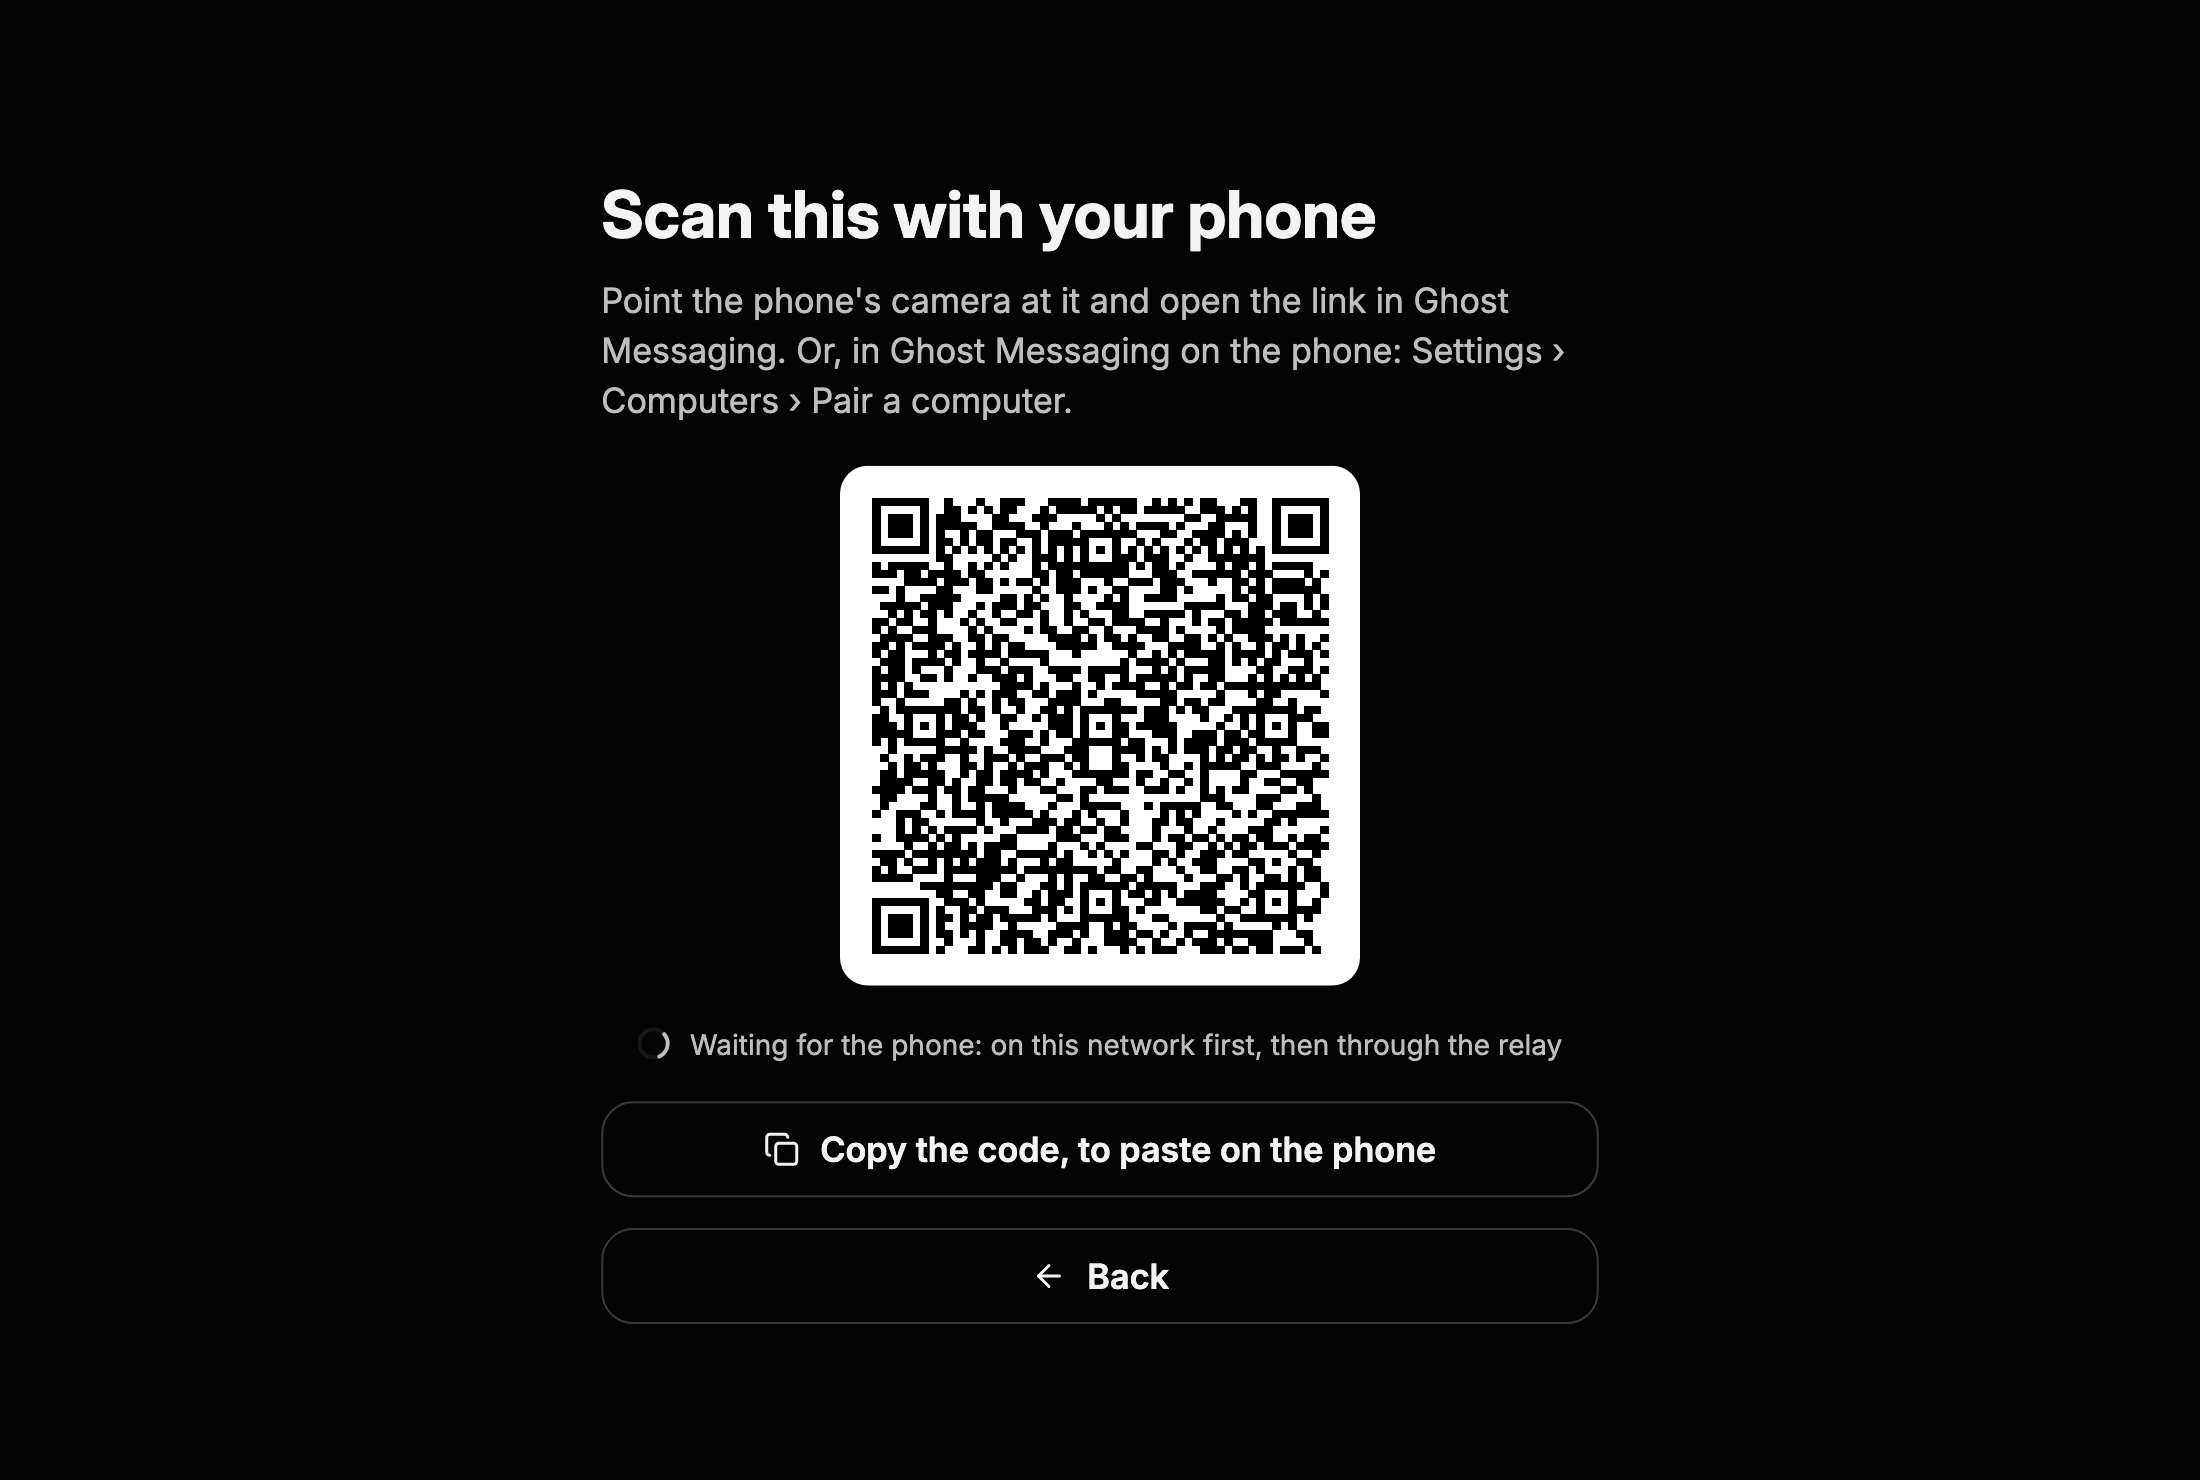 Scan this with your phone
Point the phone's camera at it and open the link in Ghost
Messaging. Or, in Ghost Messaging on the phone: Settings ›
Computers › Pair a computer.
Waiting for the phone: on this network first, then through the relay
Copy the code, to paste on the phone
Back